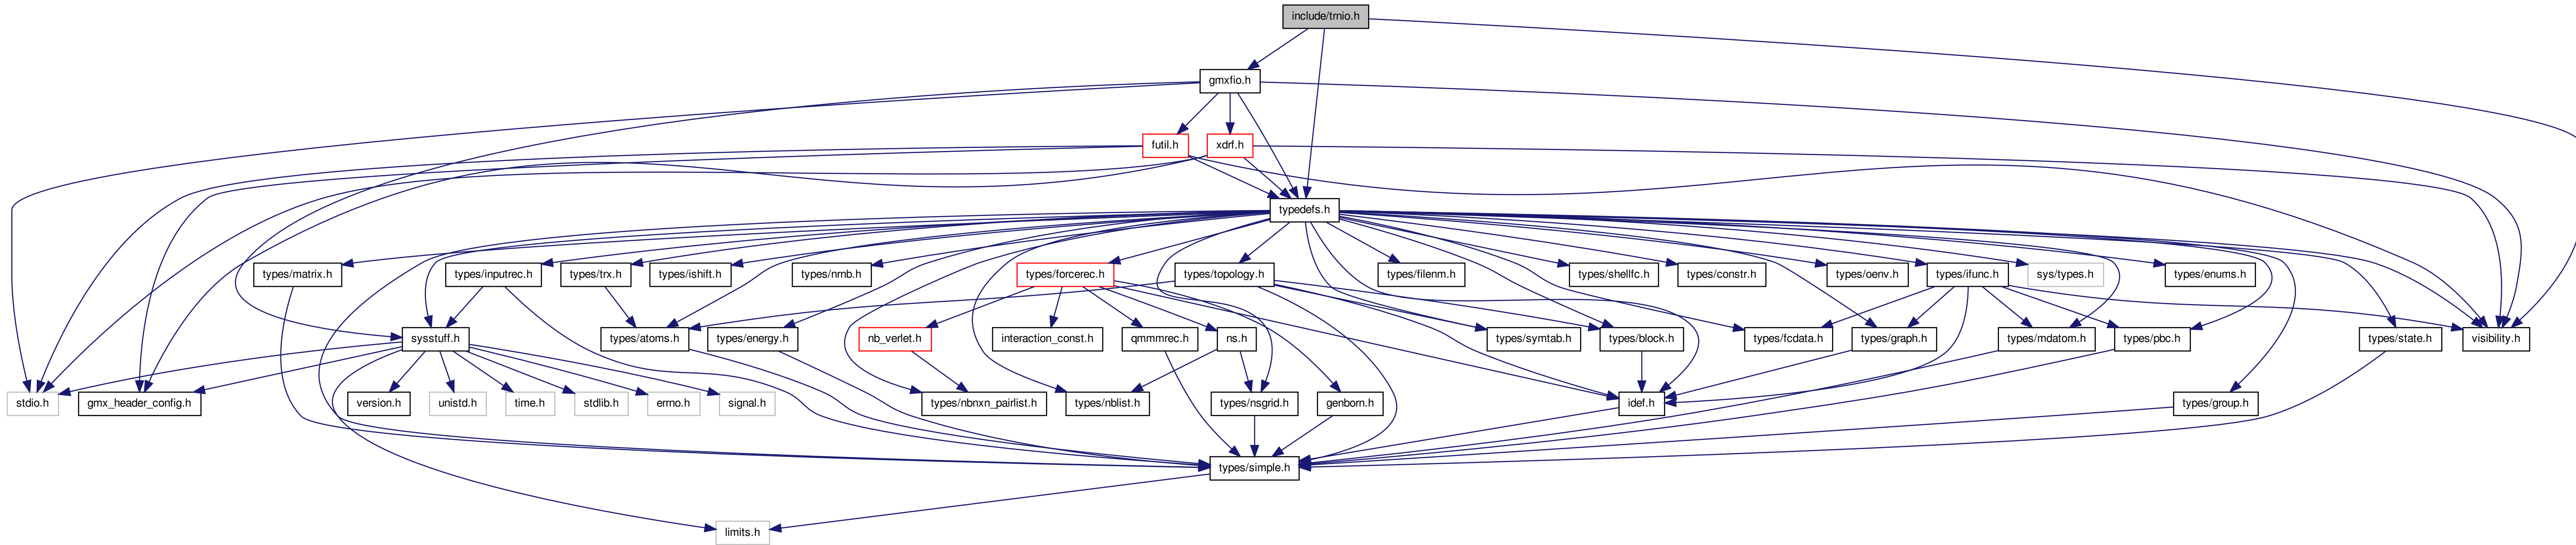 include/trnio.h
gmxfio.h
futil.h
xdrf.h
typedefs.h
types/matrix.h
types/inputrec.h
types/trx.h
types/ishift.h
types/nrnb.h
types/forcerec.h
types/topology.h
types/filenm.h
types/shellfc.h
types/constr.h
types/oenv.h
types/ifunc.h
sys/types.h
types/enums.h
sysstuff.h
types/atoms.h
types/energy.h
nb_verlet.h
interaction_const.h
qmmmrec.h
ns.h
types/symtab.h
types/block.h
types/fcdata.h
types/graph.h
types/mdatom.h
types/pbc.h
types/state.h
visibility.h
stdio.h
gmx_header_config.h
version.h
unistd.h
time.h
stdlib.h
errno.h
signal.h
types/nbnxn_pairlist.h
types/nblist.h
types/nsgrid.h
genborn.h
idef.h
types/group.h
types/simple.h
limits.h